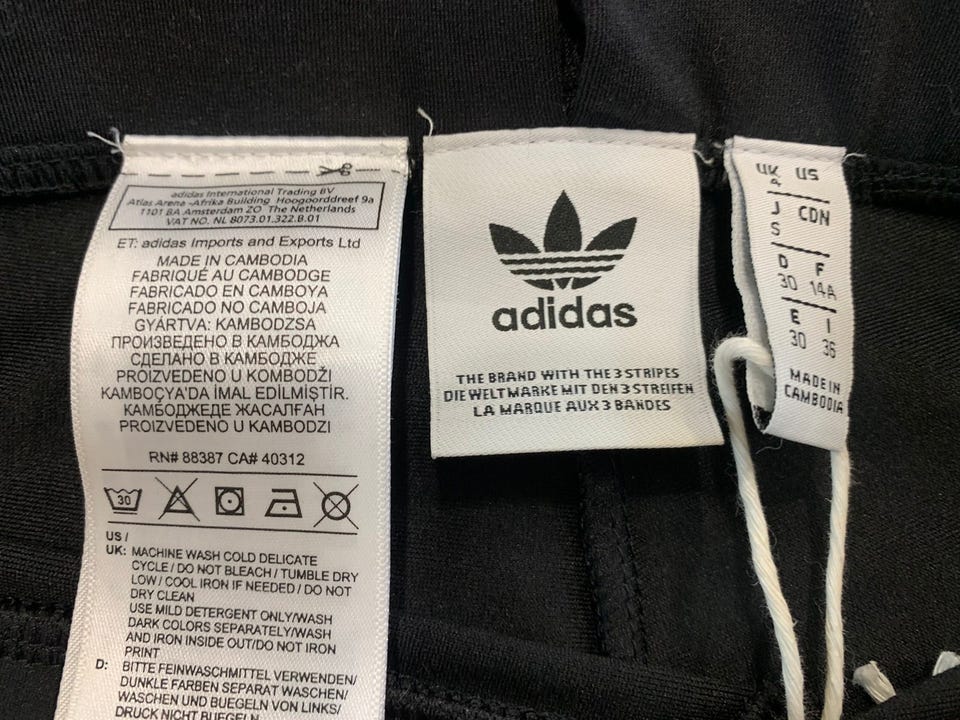 adidas International Trading BV
Atlas Arena -Afrika Building Hoogoorddreef 9a
1101 BA Amsterdam ZO The Netherlands
VAT NO. NL 8073.01.322.B.01
ET: adidas Imports and Exports Ltd
MADE IN CAMBODIA
FABRIQUÉ AU CAMBODGE
FABRICADO EN CAMBOYA
FABRICADO NO CAMBOJA
GYÁRTVA: KAMBODZSA
ПРОИЗВЕДЕНО В КАМБОДЖА
СДЕЛАНО В КАМБОДЖЕ
PROIZVEDENO U KOMBODŽI
KAMBOÇYA'DA İMAL EDİLMİŞTİR.
КАМБОДЖЕДЕ ЖАСАЛҒАН
PROIZVEDENO U KAMBODZI
RN# 88387 CA# 40312
30
US /
UK: MACHINE WASH COLD DELICATE
CYCLE / DO NOT BLEACH / TUMBLE DRY
LOW / COOL IRON IF NEEDED / DO NOT
DRY CLEAN
USE MILD DETERGENT ONLY/WASH
DARK COLORS SEPARATELY/WASH
AND IRON INSIDE OUT/DO NOT IRON
PRINT
D: BITTE FEINWASCHMITTEL VERWENDEN/
DUNKLE FARBEN SEPARAT WASCHEN/
WASCHEN UND BUEGELN VON LINKS/
DRUCK NICHT BUEGELN
adidas
THE BRAND WITH THE 3 STRIPES
DIE WELTMARKE MIT DEN 3 STREIFEN
LA MARQUE AUX 3 BANDES
UK US
4
J CDN
S
D F
30 14A
E I
30 36
MADE IN
CAMBODIA